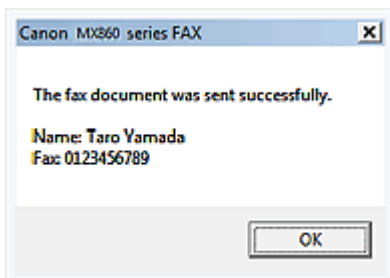 Canon MX860 series FAX
The fax document was sent successfully.
Name: Taro Yamada
Fax: 0123456789
OK